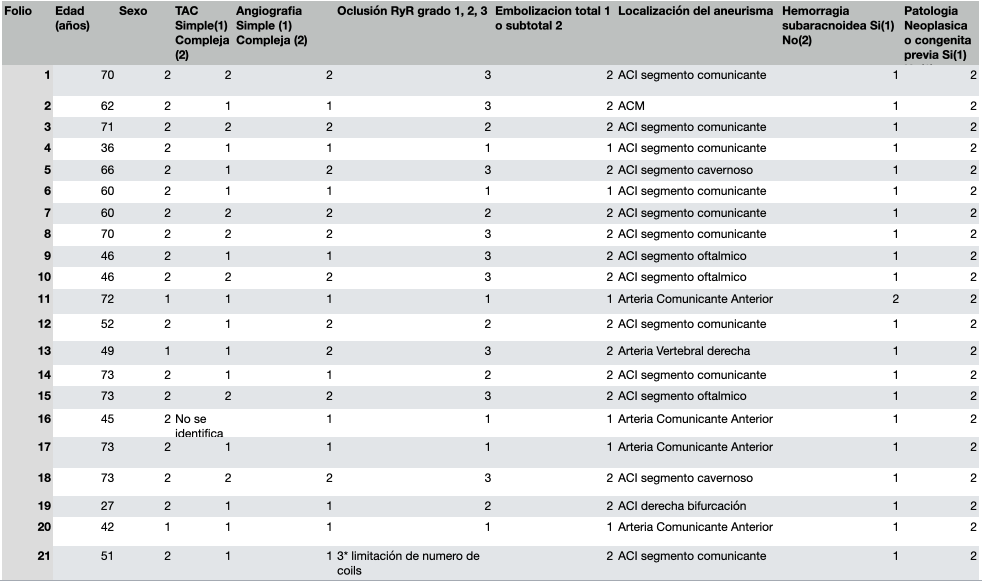 Folio Edad (años) Sexo TAC Simple(1) Compleja (2) Angiografia Simple (1) Compleja (2) Oclusión RyR grado 1, 2, 3 Embolizacion total 1 o subtotal 2 Localización del aneurisma Hemorragia subaracnoidea Si(1) No(2) Patologia Neoplasica o congenita previa Si(1)
1 70 2 2 2 3 2 ACI segmento comunicante 1 2
2 62 2 1 1 3 2 ACM 1 2
3 71 2 2 2 2 2 ACI segmento comunicante 1 2
4 36 2 1 1 1 1 ACI segmento comunicante 1 2
5 66 2 1 2 3 2 ACI segmento cavernoso 1 2
6 60 2 1 1 1 1 ACI segmento comunicante 1 2
7 60 2 2 2 2 2 ACI segmento comunicante 1 2
8 70 2 2 2 3 2 ACI segmento comunicante 1 2
9 46 2 1 1 3 2 ACI segmento oftalmico 1 2
10 46 2 2 2 3 2 ACI segmento oftalmico 1 2
11 72 1 1 1 1 1 Arteria Comunicante Anterior 2 2
12 52 2 1 2 2 2 ACI segmento comunicante 1 2
13 49 1 1 2 3 2 Arteria Vertebral derecha 1 2
14 73 2 1 1 2 2 ACI segmento comunicante 1 2
15 73 2 2 2 3 2 ACI segmento oftalmico 1 2
16 45 2 No se identifica 1 1 1 Arteria Comunicante Anterior 1 2
17 73 2 1 1 1 1 Arteria Comunicante Anterior 1 2
18 73 2 2 2 3 2 ACI segmento cavernoso 1 2
19 27 2 1 1 2 2 ACI derecha bifurcación 1 2
20 42 1 1 1 1 1 Arteria Comunicante Anterior 1 2
21 51 2 1 1 3* limitación de numero de coils 2 ACI segmento comunicante 1 2